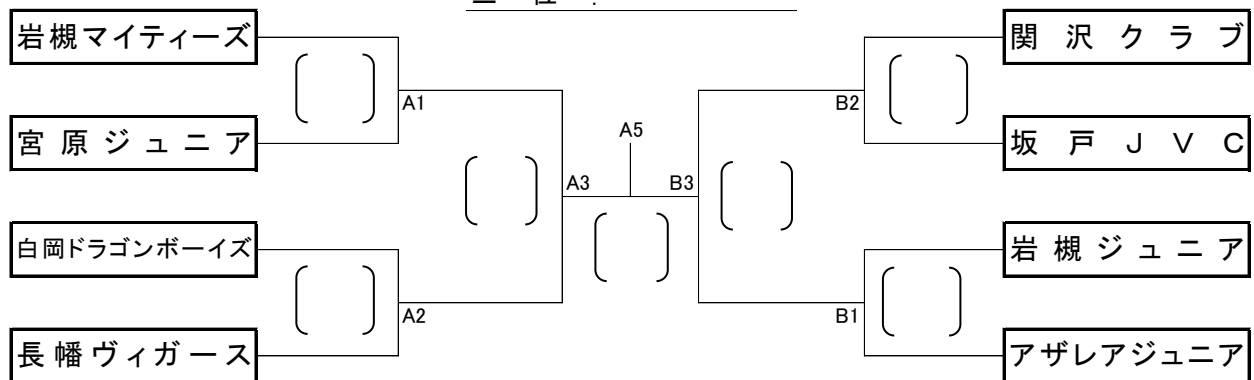 岩槻マイティーズ
関沢クラブ
A1
B2
宮原ジュニア
A5
坂戸JVC
A3
B3
白岡ドラゴンボーイズ
岩槻ジュニア
A2
B1
長幡ヴィガース
アザレアジュニア